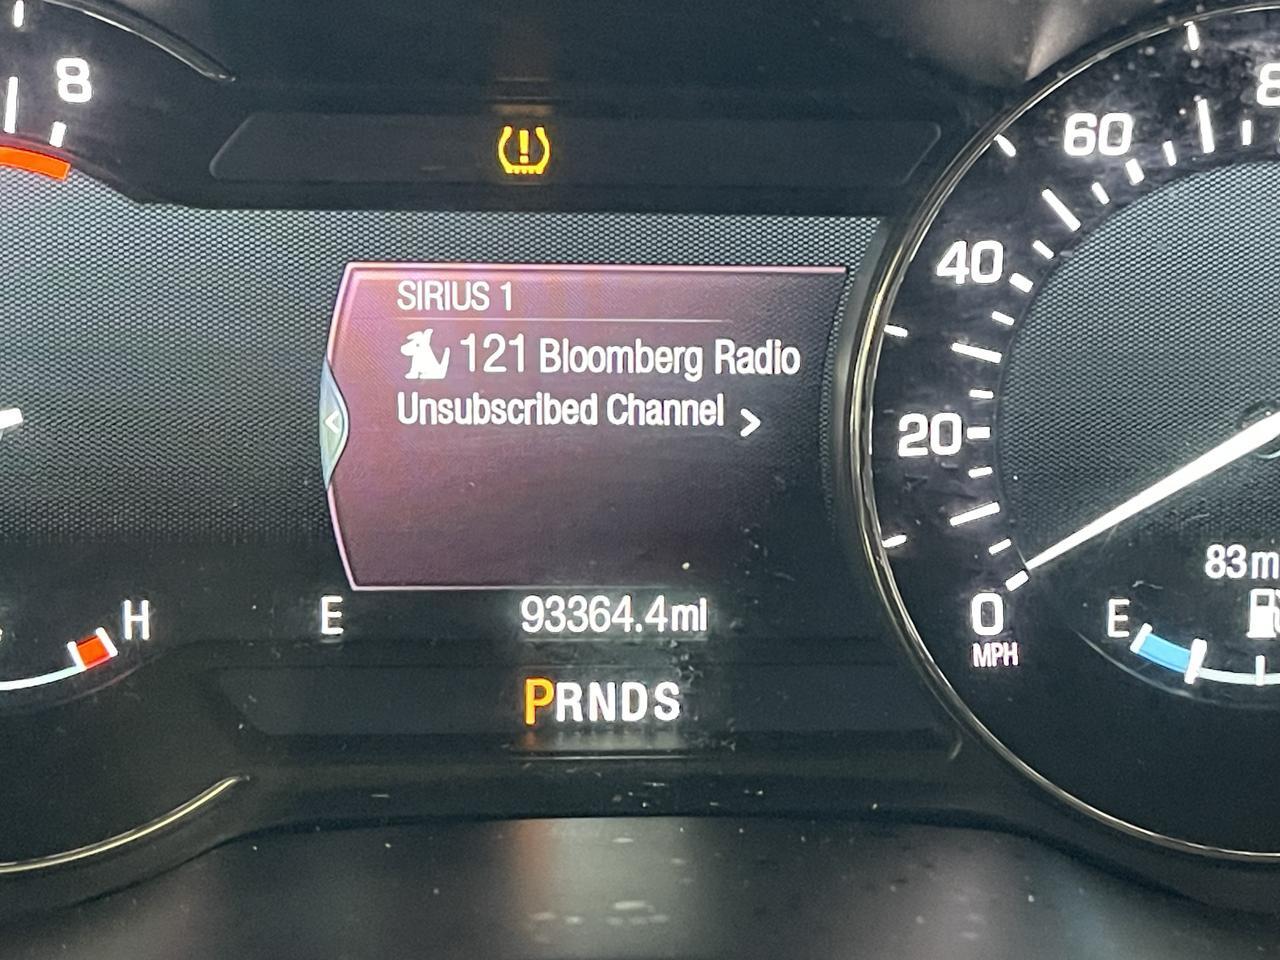 8
60
40
20
0
MPH
SIRIUS 1
121 Bloomberg Radio
Unsubscribed Channel >
H
E
93364.4mi
83m
E
PRNDS